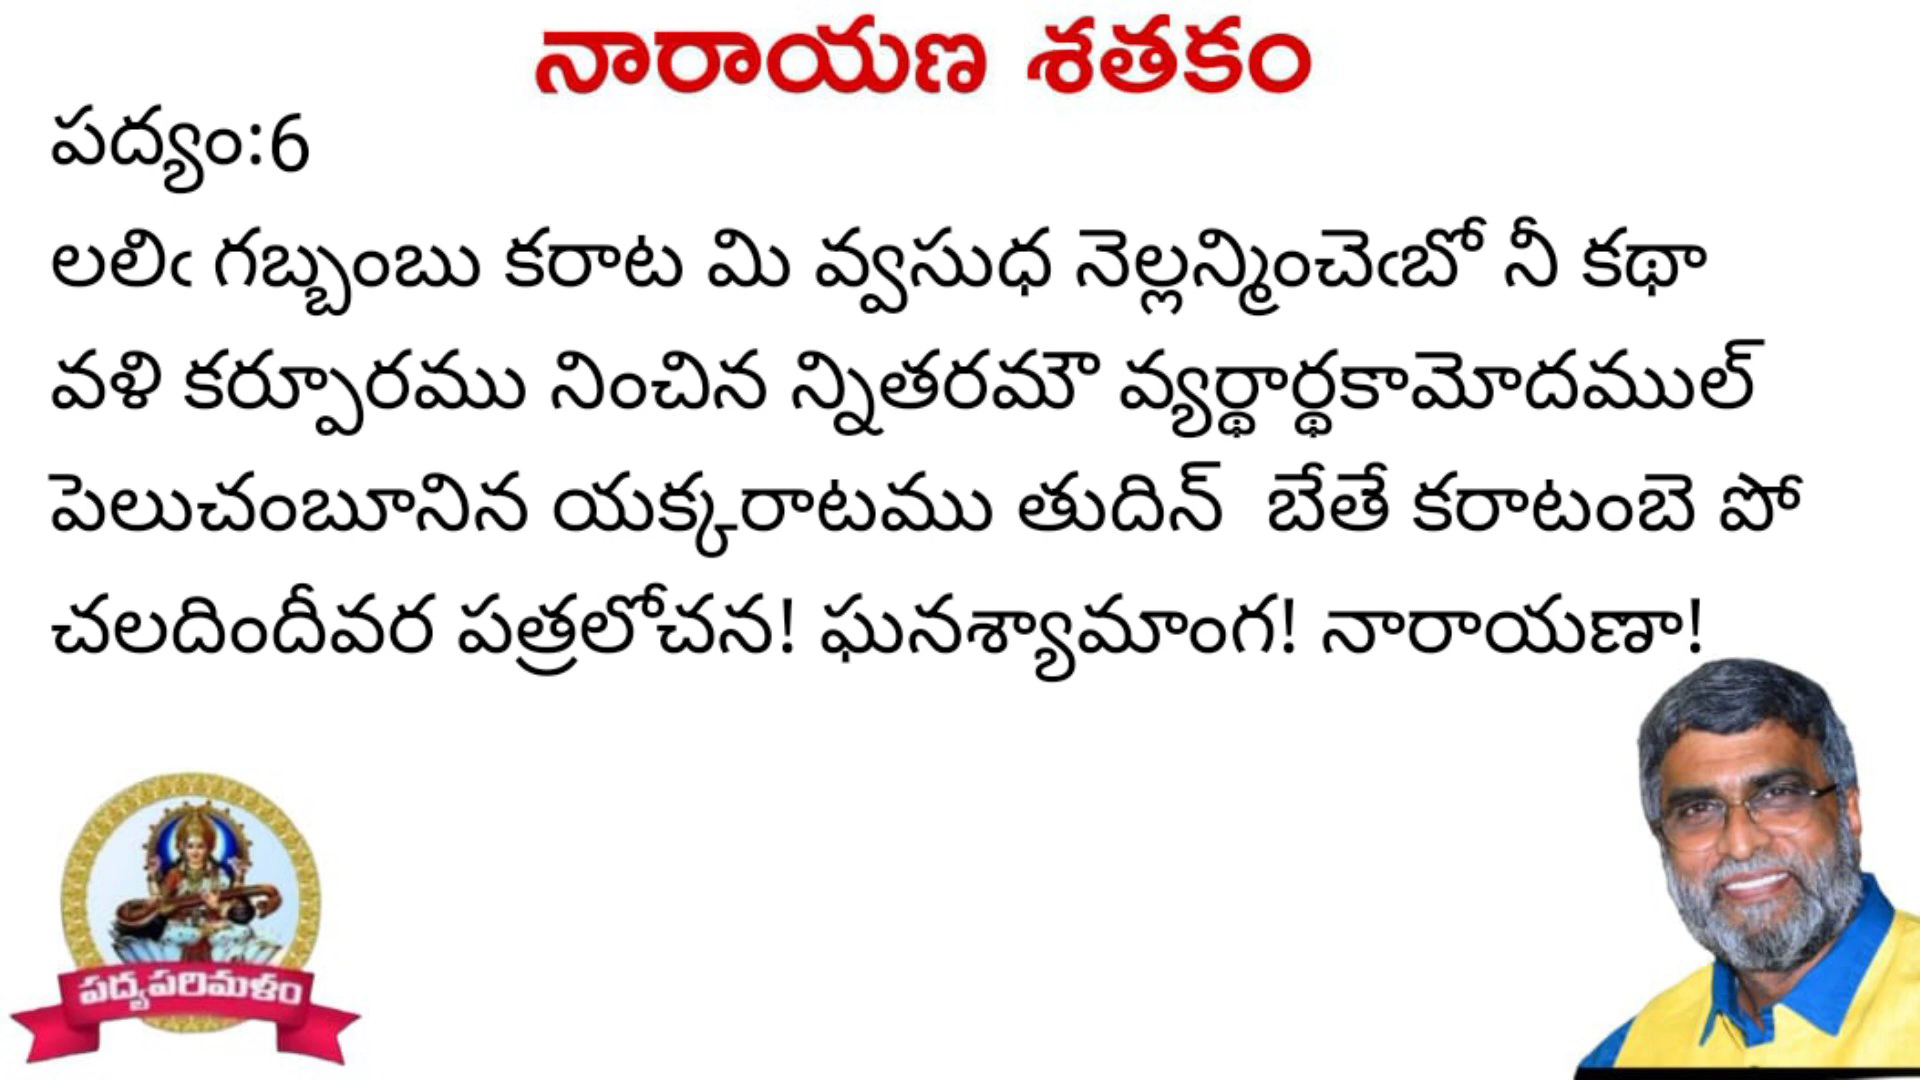 నారాయణ శతకం
పద్యం:6
లలిఁ గబ్బంబు కరాట మి వ్వసుధ నెల్లన్మించెఁబో నీ కథా
వళి కర్పూరము నించిన న్నితరమౌ వ్యర్థార్థకామోదముల్
పెలుచంబూనిన యక్కరాటము తుదిన్ బేతే కరాటంబె పో
చలదిందీవర పత్రలోచన! ఘనశ్యామాంగ! నారాయణా!
పద్యపరిమళం